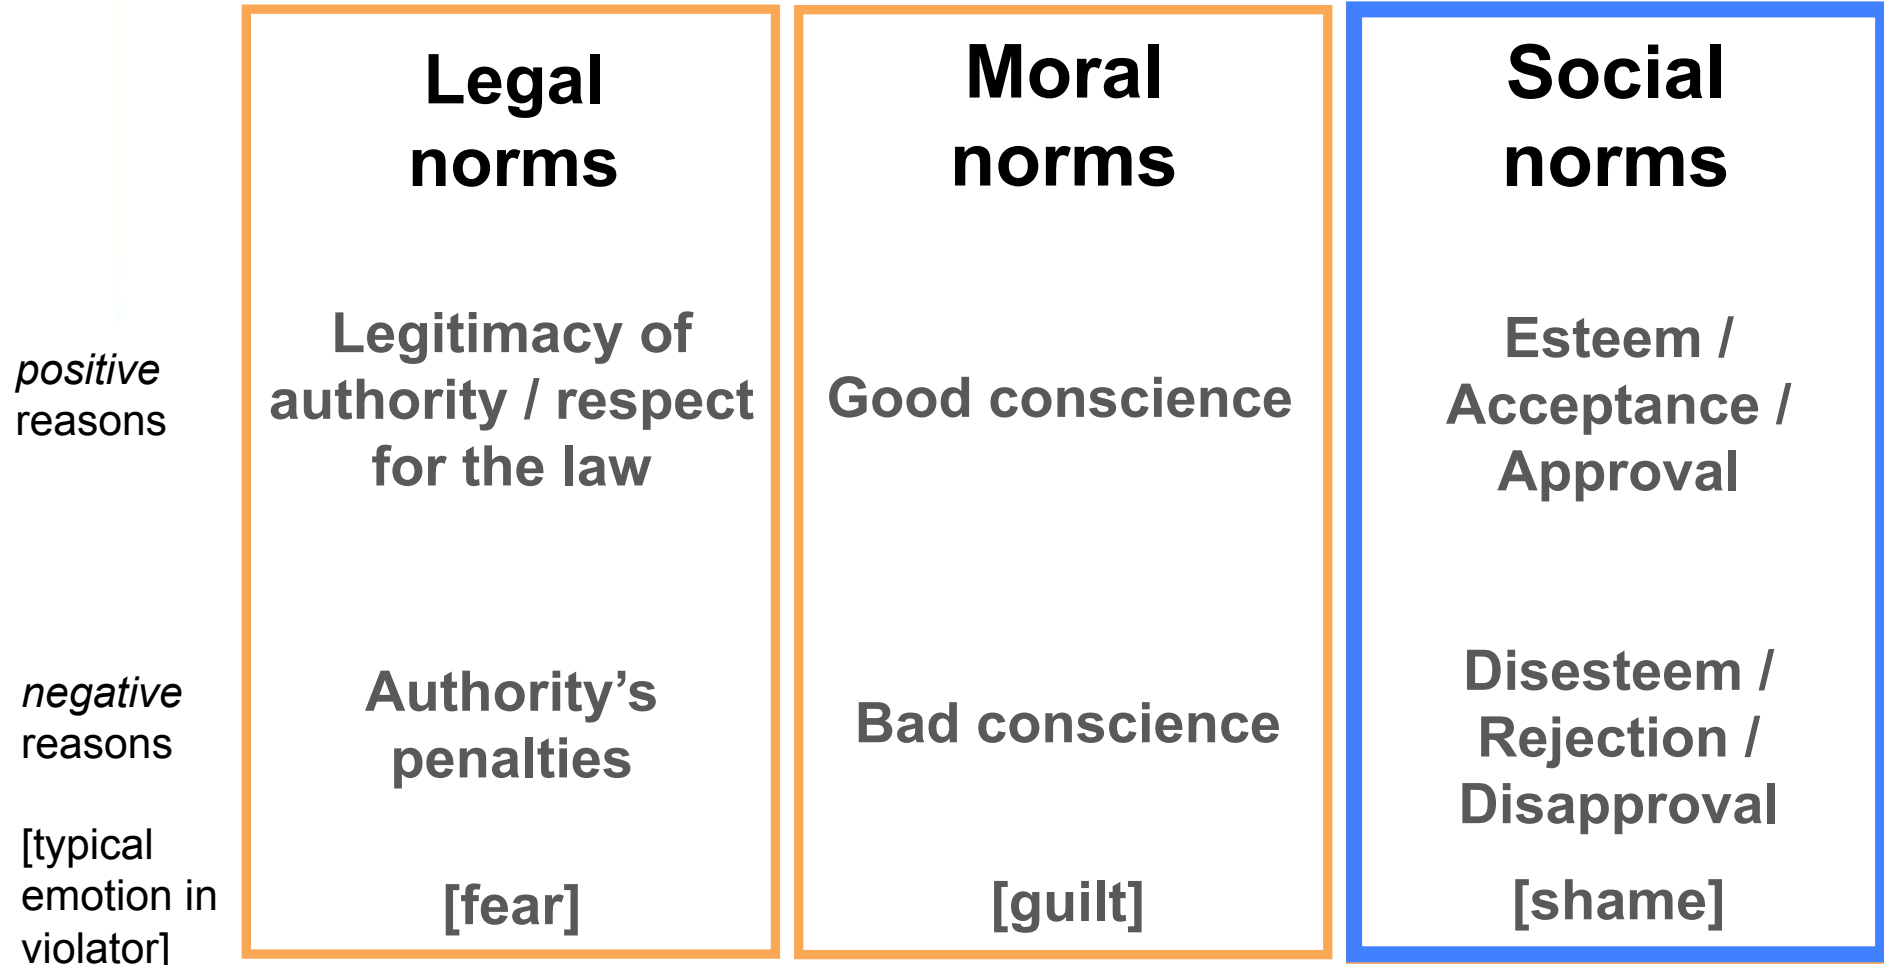 Legal
norms
Moral
norms
Social
norms
positive
reasons
Legitimacy of
authority / respect
for the law
Good conscience
Esteem /
Acceptance /
Approval
negative
reasons
Authority’s
penalties
Bad conscience
Disesteem /
Rejection /
Disapproval
[typical
emotion in
violator]
[fear]
[guilt]
[shame]